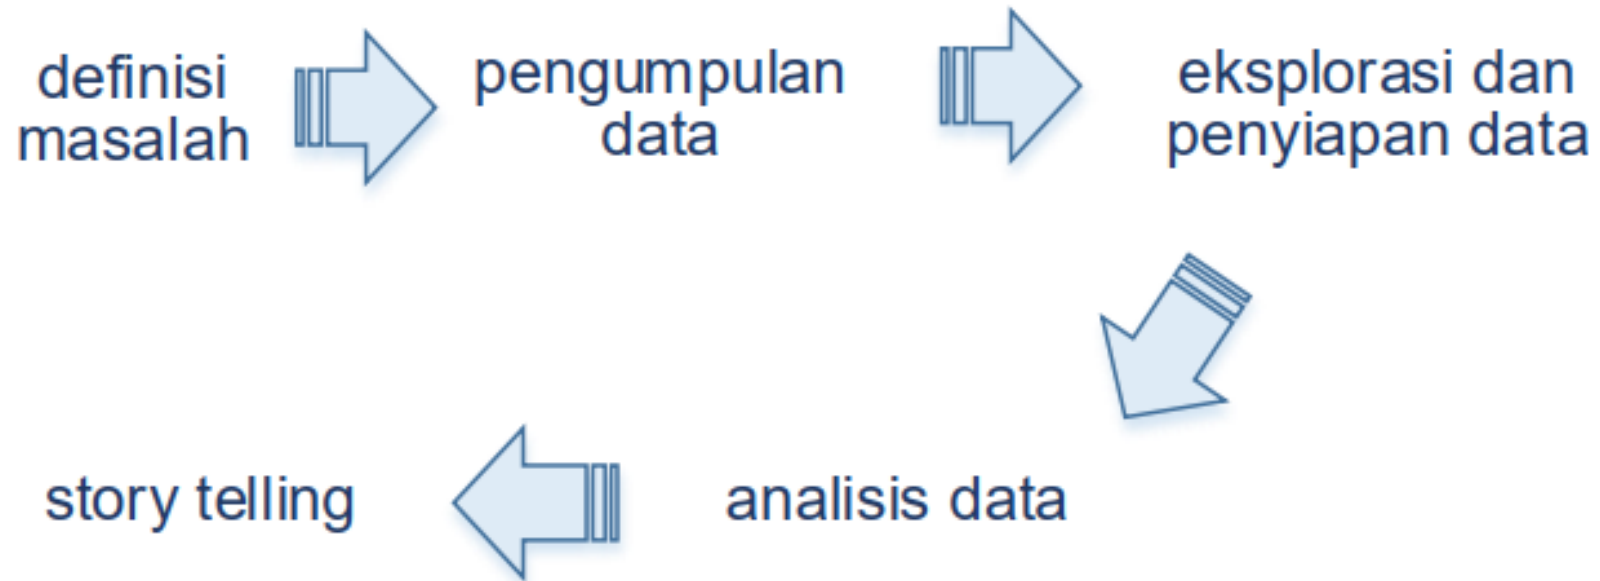 definisi
masalah
pengumpulan
data
eksplorasi dan
penyiapan data
analisis data
story telling